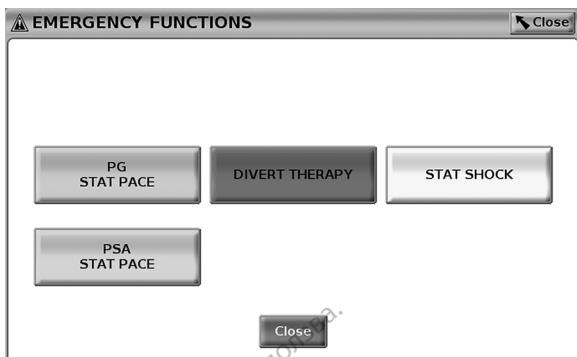 EMERGENCY FUNCTIONS
Close
PG
STAT PACE
DIVERT THERAPY
STAT SHOCK
PSA
STAT PACE
Close